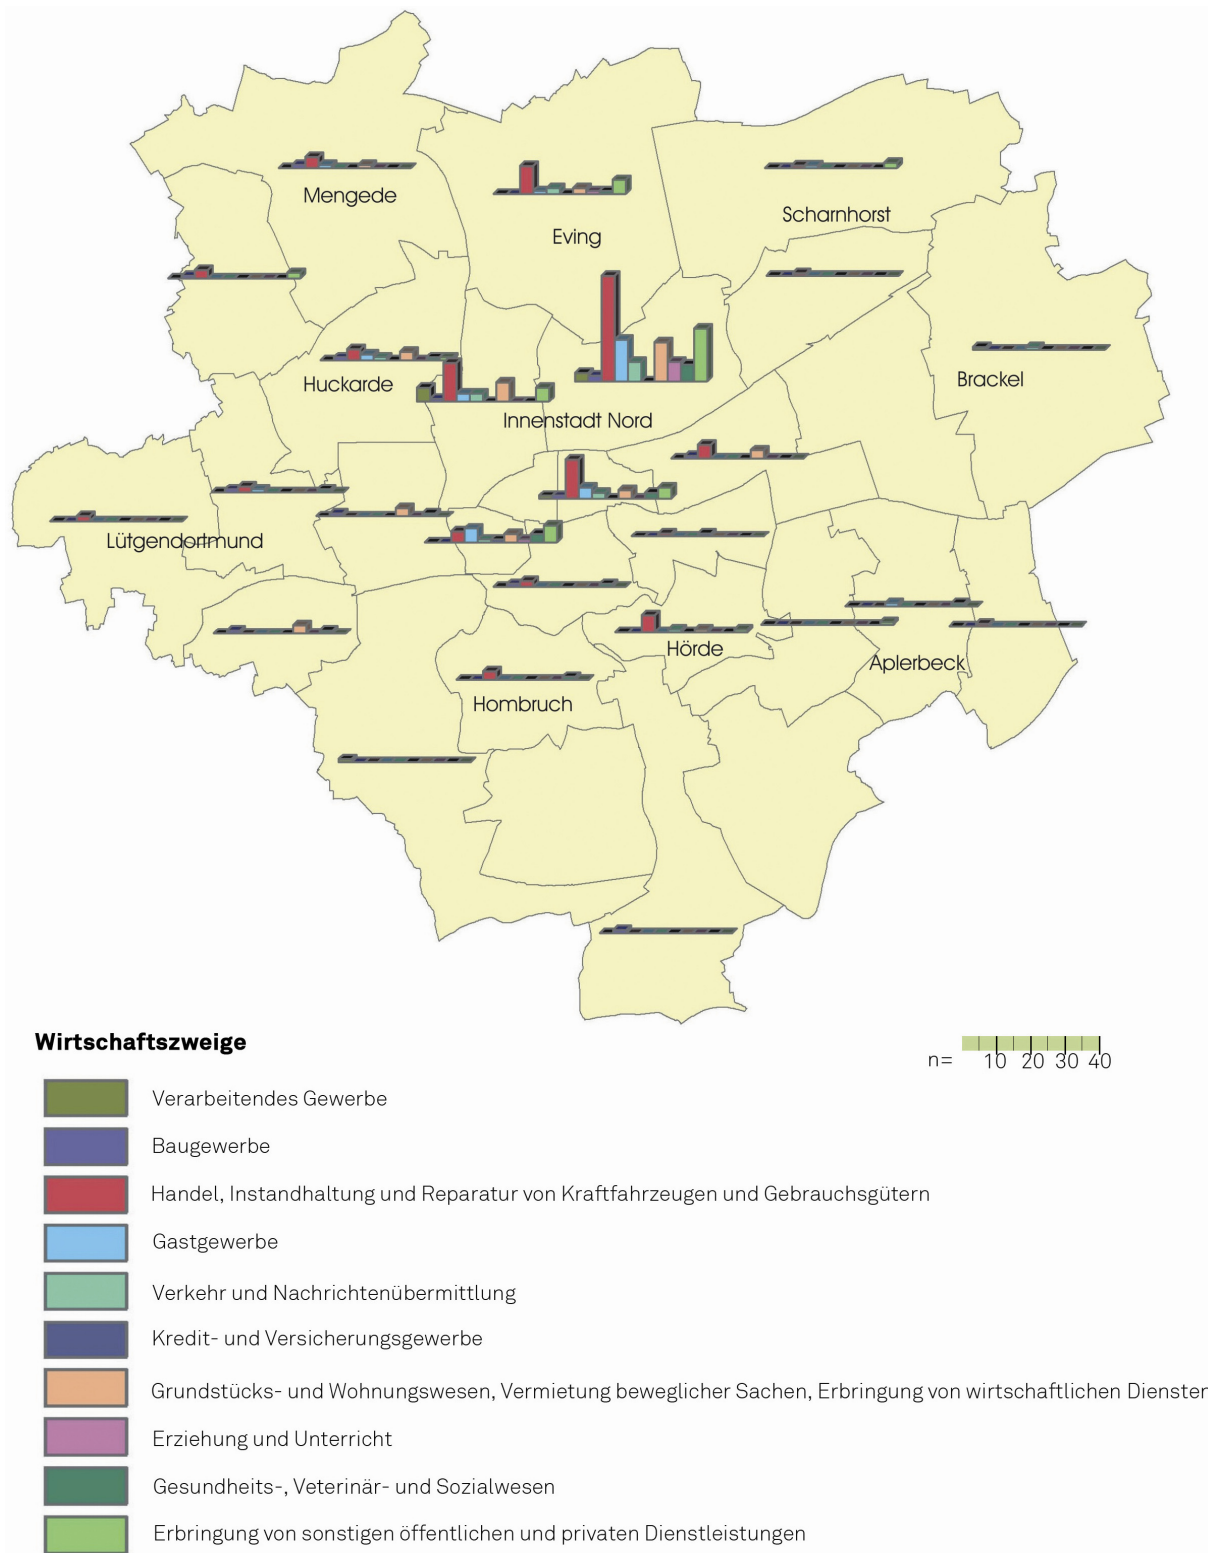 Mengede
Eving
Scharnhorst
Huckarde
Brackel
Innenstadt Nord
Lütgendortmund
Hörde
Aplerbeck
Hombruch
Wirtschaftszweige
n= 10 20 30 40
Verarbeitendes Gewerbe
Baugewerbe
Handel, Instandhaltung und Reparatur von Kraftfahrzeugen und Gebrauchsgütern
Gastgewerbe
Verkehr und Nachrichtenübermittlung
Kredit- und Versicherungsgewerbe
Grundstücks- und Wohnungswesen, Vermietung beweglicher Sachen, Erbringung von wirtschaftlichen Diensten
Erziehung und Unterricht
Gesundheits-, Veterinär- und Sozialwesen
Erbringung von sonstigen öffentlichen und privaten Dienstleistungen